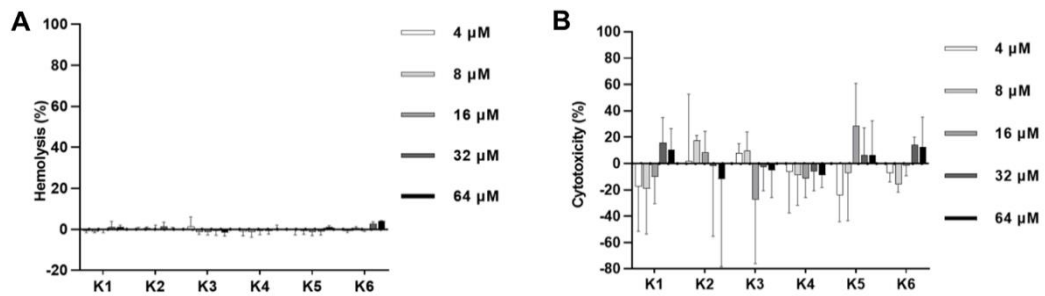 A
Hemolysis (%)
100
80
60
40
20
0
-20
K1 K2 K3 K4 K5 K6
4 µM
8 µM
16 µM
32 µM
64 µM
B
Cytotoxicity (%)
100
80
60
40
20
0
-20
-40
-60
-80
K1 K2 K3 K4 K5 K6
4 µM
8 µM
16 µM
32 µM
64 µM